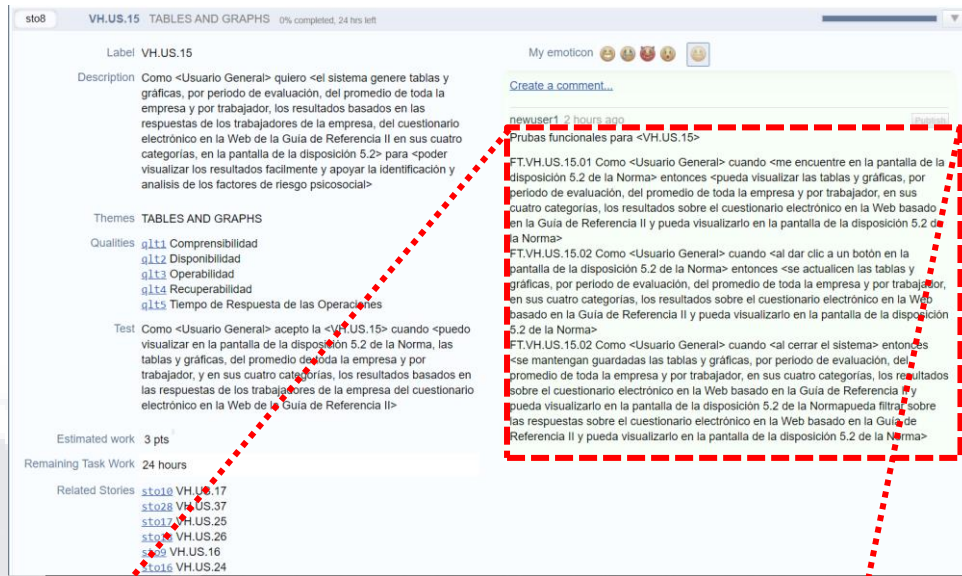 sto8 VH.US.15 TABLES AND GRAPHS 0% completed, 24 hrs left
Label VH.US.15
Description Como <Usuario General> quiero <el sistema genere tablas y
gráficas, por periodo de evaluación, del promedio de toda la
empresa y por trabajador, los resultados basados en las
respuestas de los trabajadores de la empresa, del cuestionario
electrónico en la Web de la Guía de Referencia II en sus cuatro
categorías, en la pantalla de la disposición 5.2> para <poder
visualizar los resultados facilmente y apoyar la identificación y
analisis de los factores de riesgo psicosocial>
Themes TABLES AND GRAPHS
Qualities qlt1 Comprensibilidad
qlt2 Disponibilidad
qlt3 Operabilidad
qlt4 Recuperabilidad
qlt5 Tiempo de Respuesta de las Operaciones
Test Como <Usuario General> acepto la <VH.US.15> cuando <puedo
visualizar en la pantalla de la disposición 5.2 de la Norma, las
tablas y gráficas, del promedio de toda la empresa y por
trabajador, y en sus cuatro categorías, los resultados basados en
las respuestas de los trabajadores de la empresa del cuestionario
electrónico en la Web de la Guía de Referencia II>
Estimated work 3 pts
Remaining Task Work 24 hours
Related Stories sto10 VH.US.17
sto28 VH.US.37
sto17 VH.US.25
VH.US.26
sto9 VH.US.16
sto16 VH.US.24
My emoticon
Create a comment...
newuser1 2 hours ago Publish
Prubas funcionales para <VH.US.15>
FT.VH.US.15.01 Como <Usuario General> cuando <me encuentre en la pantalla de la
disposición 5.2 de la Norma> entonces <pueda visualizar las tablas y gráficas, por
periodo de evaluación, del promedio de toda la empresa y por trabajador, en sus
cuatro categorías, los resultados sobre el cuestionario electrónico en la Web basado
en la Guía de Referencia II y pueda visualizarlo en la pantalla de la disposición 5.2 de
la Norma>
FT.VH.US.15.02 Como <Usuario General> cuando <al dar clic a un botón en la
pantalla de la disposición 5.2 de la Norma> entonces <se actualicen las tablas y
gráficas, por periodo de evaluación, del promedio de toda la empresa y por trabajador,
en sus cuatro categorías, los resultados sobre el cuestionario electrónico en la Web
basado en la Guía de Referencia II y pueda visualizarlo en la pantalla de la disposición
5.2 de la Norma>
FT.VH.US.15.02 Como <Usuario General> cuando <al cerrar el sistema> entonces
<se mantengan guardadas las tablas y gráficas, por periodo de evaluación, del
promedio de toda la empresa y por trabajador, en sus cuatro categorías, los resultados
sobre el cuestionario electrónico en la Web basado en la Guía de Referencia II y
pueda visualizarlo en la pantalla de la disposición 5.2 de la Normapueda filtrar sobre
las respuestas sobre el cuestionario electrónico en la Web basado en la Guía de
Referencia II y pueda visualizarlo en la pantalla de la disposición 5.2 de la Norma>